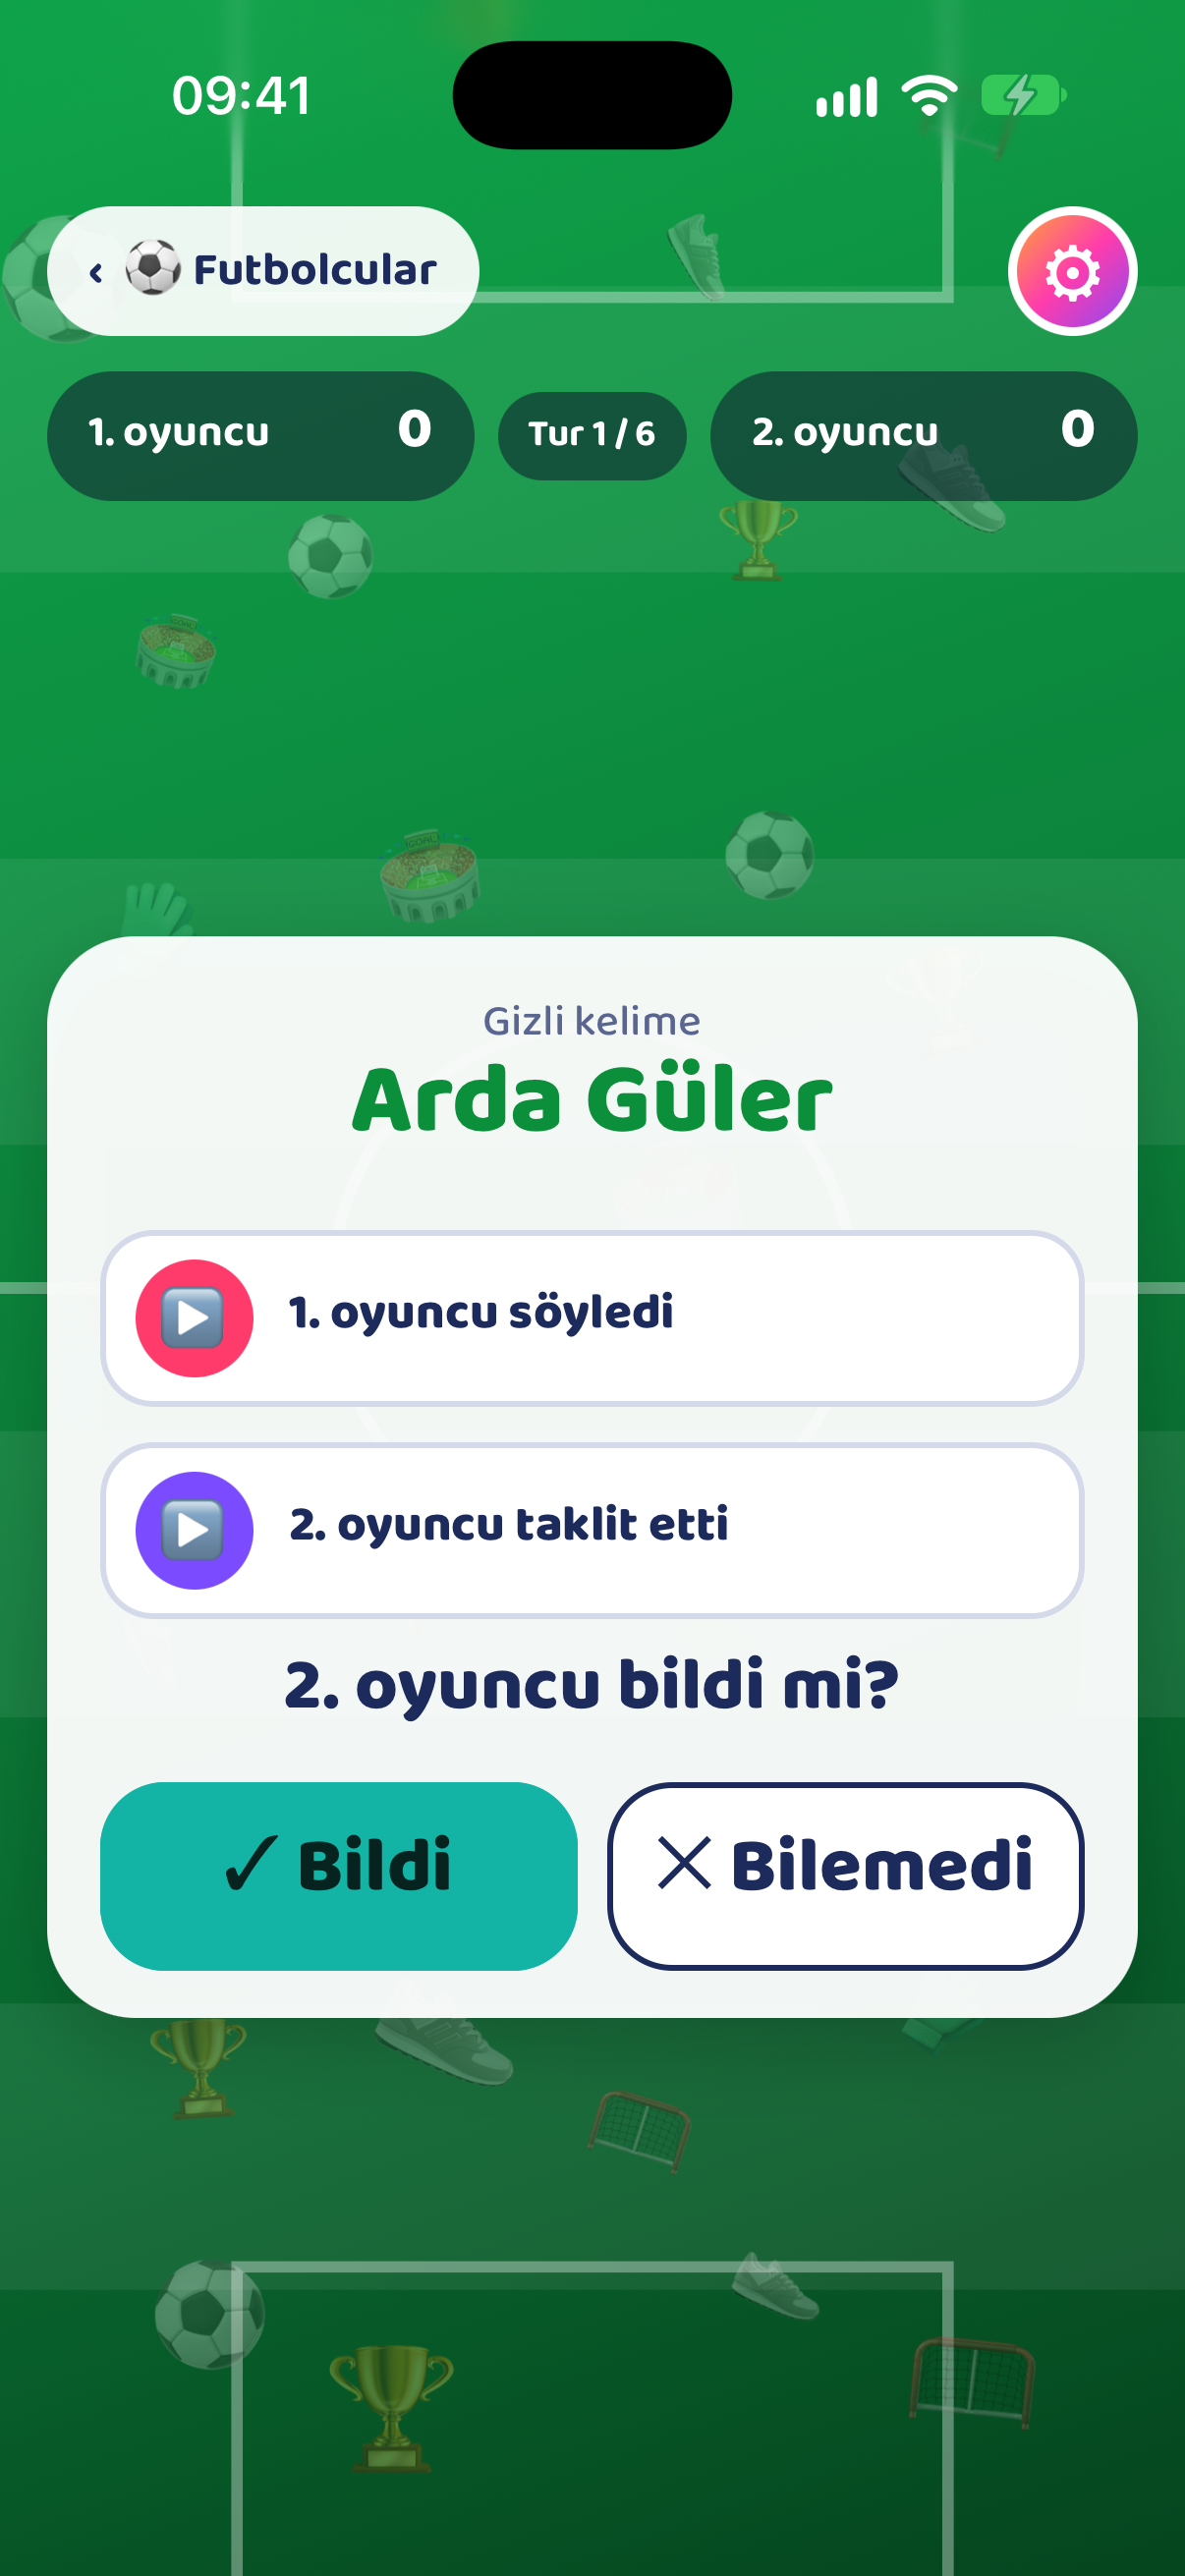 09:41
‹ ⚽ Futbolcular
1. oyuncu 0
Tur 1 / 6
2. oyuncu 0
Gizli kelime
Arda Güler
1. oyuncu söyledi
2. oyuncu taklit etti
2. oyuncu bildi mi?
✓ Bildi
✕ Bilemedi